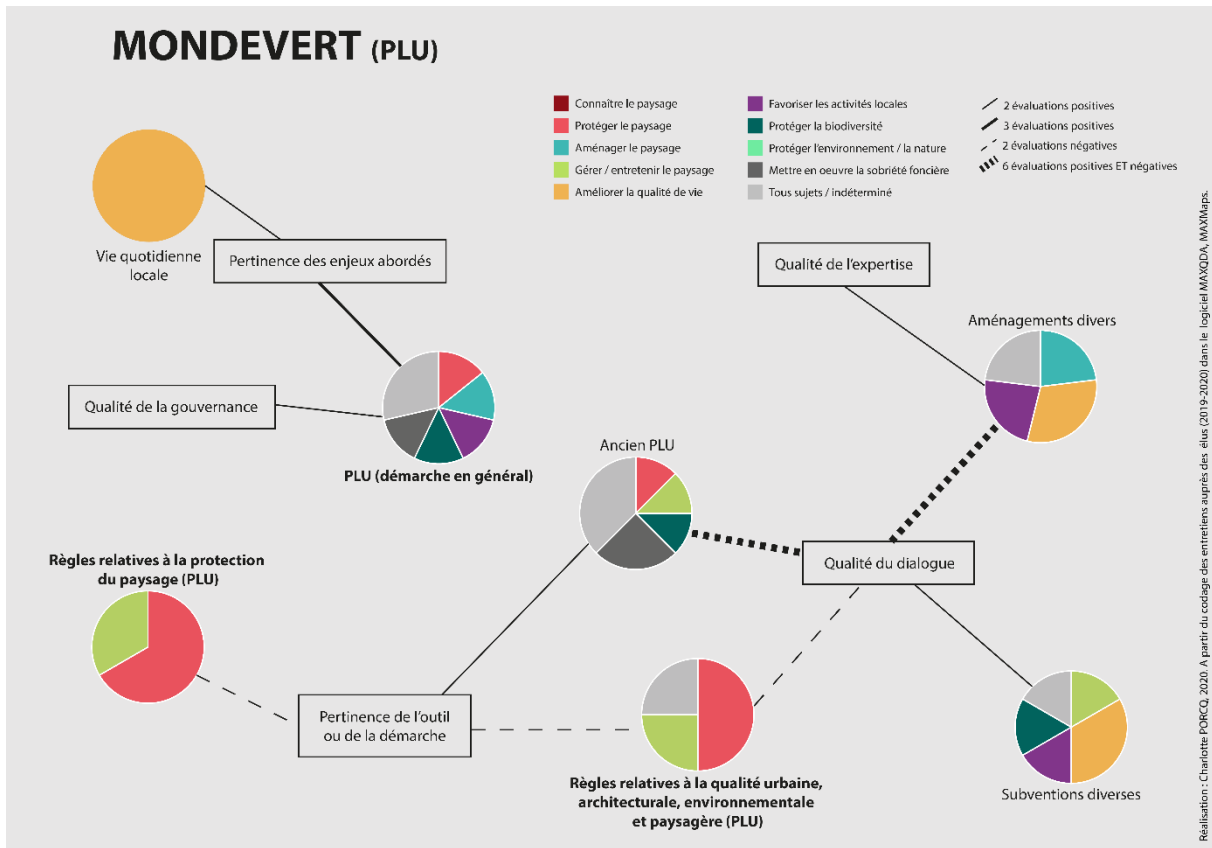 MONDEVERT (PLU)
Connaître le paysage
Protéger le paysage
Aménager le paysage
Gérer / entretenir le paysage
Améliorer la qualité de vie
Favoriser les activités locales
Protéger la biodiversité
Protéger l'environnement / la nature
Mettre en oeuvre la sobriété foncière
Tous sujets / indéterminé
2 évaluations positives
3 évaluations positives
2 évaluations négatives
6 évaluations positives ET négatives
Vie quotidienne
locale
Pertinence des enjeux abordés
Qualité de l'expertise
Aménagements divers
Qualité de la gouvernance
PLU (démarche en général)
Ancien PLU
Règles relatives à la protection
du paysage (PLU)
Qualité du dialogue
Pertinence de l'outil
ou de la démarche
Règles relatives à la qualité urbaine,
architecturale, environnementale
et paysagère (PLU)
Subventions diverses
Réalisation : Charlotte PORCQ, 2020. A partir du codage des entretiens auprès des élus (2019-2020) dans le logiciel MAXQDA, MAXMaps.